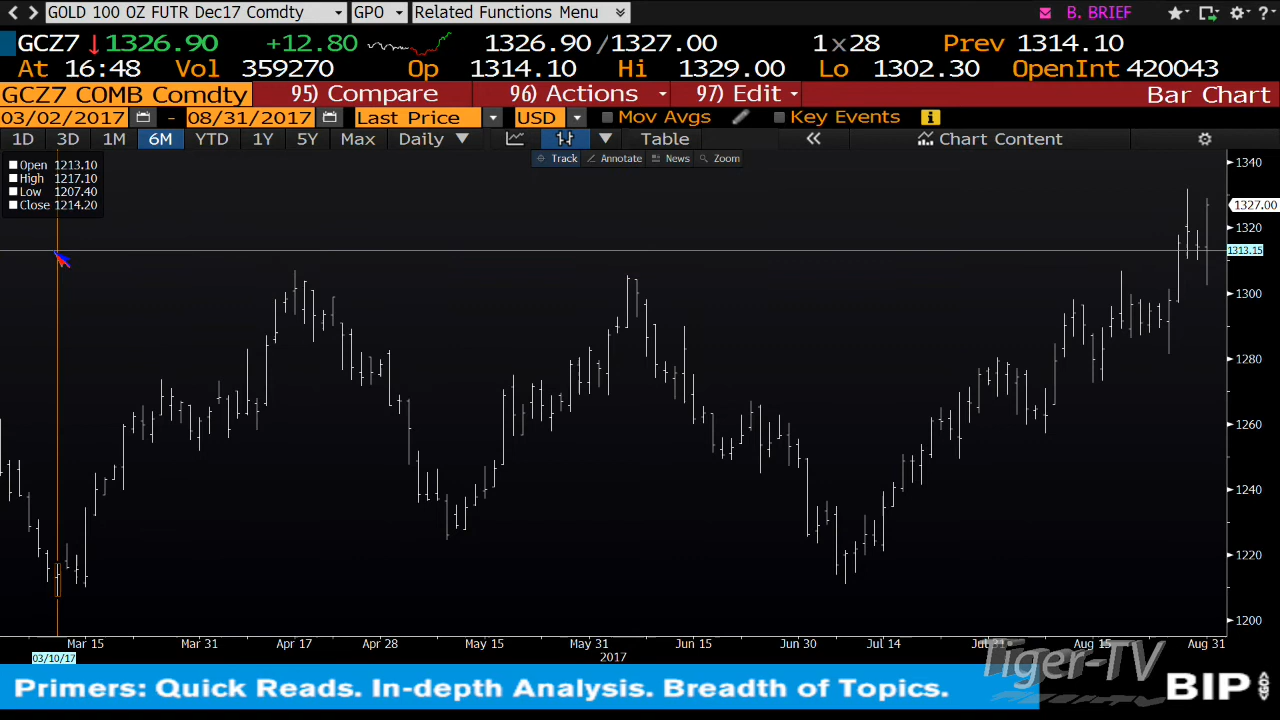 GOLD 100 OZ FUTR Dec17 Comdty GPO Related Functions Menu B. BRIEF ?
GCZ7 1326.90 +12.80 1326.90 /1327.00 1 x 28 Prev 1314.10
At 16:48 Vol 359270 Op 1314.10 Hi 1329.00 Lo 1302.30 OpenInt 420043
GCZ7 COMB Comdty 95) Compare 96) Actions 97) Edit Bar Chart
03/02/2017 - 08/31/2017 Last Price USD Mov Avgs Key Events i
1D 3D 1M 6M YTD 1Y 5Y Max Daily Table Chart Content
Track Annotate News Zoom
Open 1213.10
High 1217.10
Low 1207.40
Close 1214.20
1340
1327.00
1320
1313.15
1300
1280
1260
1240
1220
1200
Mar 15 Mar 31 Apr 17 Apr 28 May 15 May 31 Jun 15 Jun 30 Jul 14 Jul 31 Aug 15 Aug 31
03/10/17 2017
Tiger-TV
Primers: Quick Reads. In-depth Analysis. Breadth of Topics. BIP GO